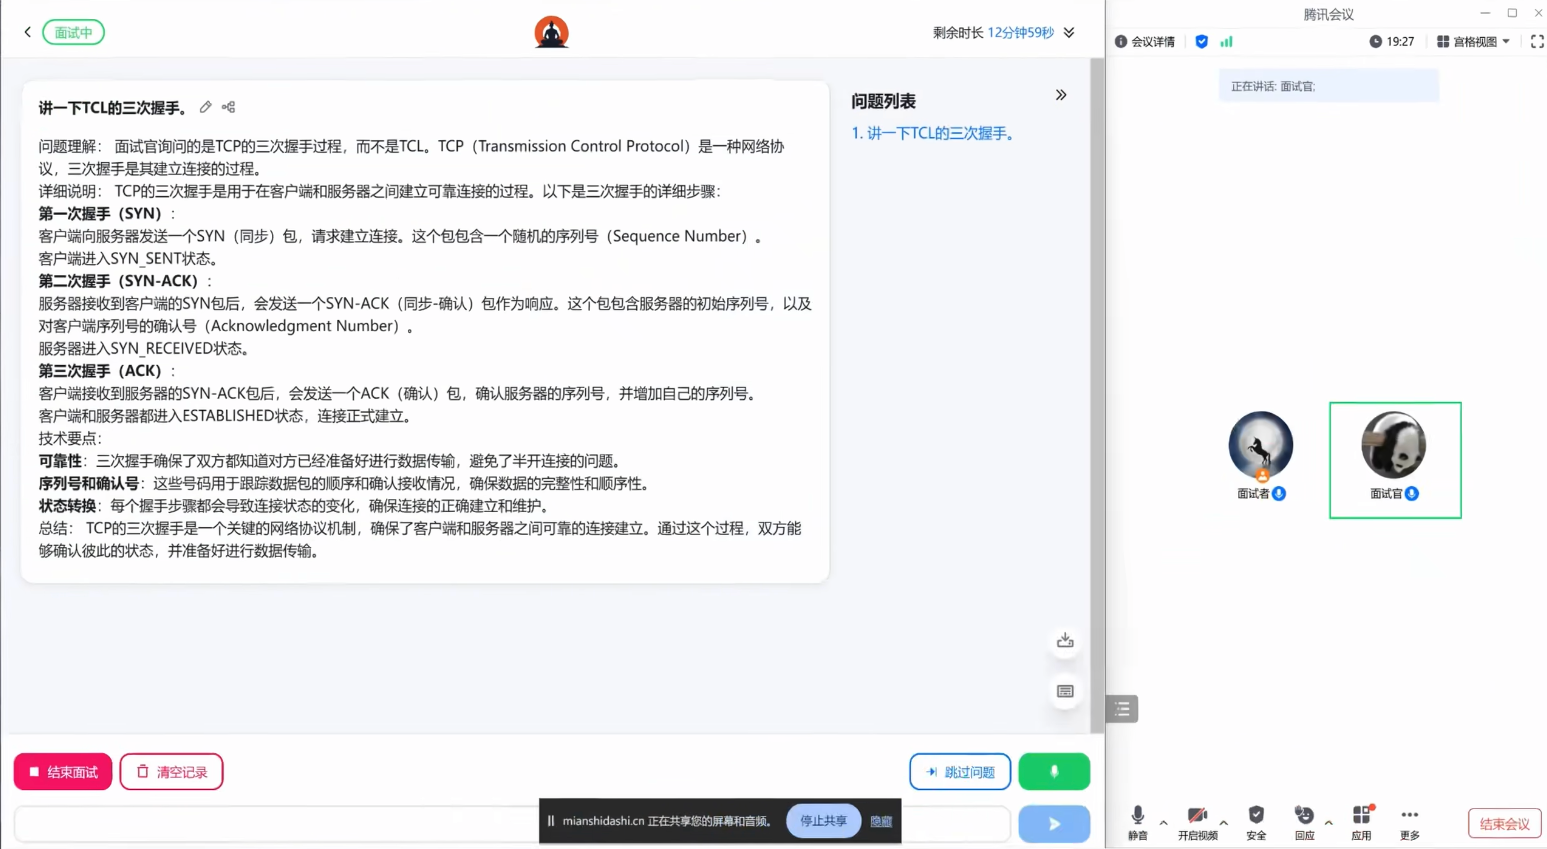 面试中
剩余时长 12分钟59秒
讲一下TCL的三次握手。
问题理解： 面试官询问的是TCP的三次握手过程，而不是TCL。TCP（Transmission Control Protocol）是一种网络协
议，三次握手是其建立连接的过程。
详细说明： TCP的三次握手是用于在客户端和服务器之间建立可靠连接的过程。以下是三次握手的详细步骤：
第一次握手（SYN）：
客户端向服务器发送一个SYN（同步）包，请求建立连接。这个包包含一个随机的序列号（Sequence Number）。
客户端进入SYN_SENT状态。
第二次握手（SYN-ACK）：
服务器接收到客户端的SYN包后，会发送一个SYN-ACK（同步-确认）包作为响应。这个包包含服务器的初始序列号，以及
对客户端序列号的确认号（Acknowledgment Number）。
服务器进入SYN_RECEIVED状态。
第三次握手（ACK）：
客户端接收到服务器的SYN-ACK包后，会发送一个ACK（确认）包，确认服务器的序列号，并增加自己的序列号。
客户端和服务器都进入ESTABLISHED状态，连接正式建立。
技术要点：
可靠性：三次握手确保了双方都知道对方已经准备好进行数据传输，避免了半开连接的问题。
序列号和确认号：这些号码用于跟踪数据包的顺序和确认接收情况，确保数据的完整性和顺序性。
状态转换：每个握手步骤都会导致连接状态的变化，确保连接的正确建立和维护。
总结： TCP的三次握手是一个关键的网络协议机制，确保了客户端和服务器之间可靠的连接建立。通过这个过程，双方能
够确认彼此的状态，并准备好进行数据传输。
问题列表
1. 讲一下TCL的三次握手。
结束面试
清空记录
跳过问题
mianshidashi.cn 正在共享您的屏幕和音频。
停止共享
隐藏
腾讯会议
会议详情
19:27
宫格视图
正在讲话: 面试官;
面试者
面试官
静音
开启视频
安全
回应
应用
更多
结束会议